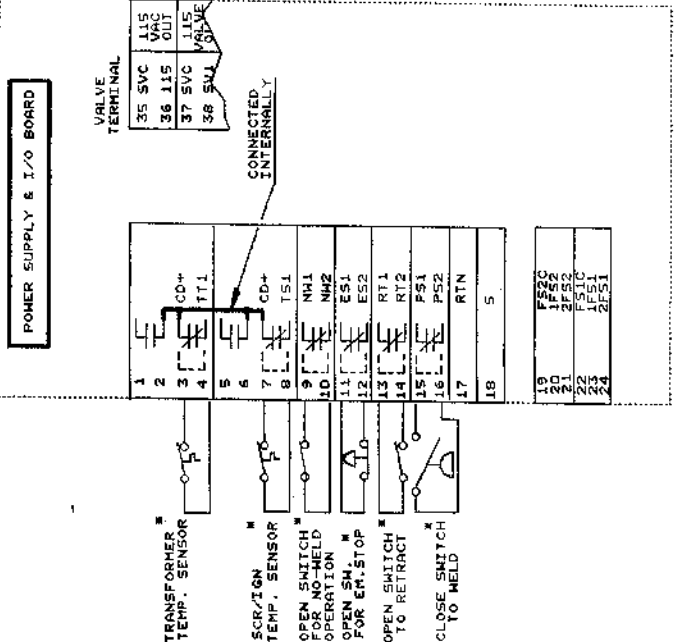 POWER SUPPLY & I/O BOARD
VALVE
TERMINAL
35 SVC
36 115
37 SVC
38
115
VAC
OUT
115
VALVE
CONNECTED
INTERNALLY
1
2
3
4
5
6
7
8
9
10
11
12
13
14
15
16
17
18
CD+
TT1
CD+
TS1
NW1
NW2
ES1
ES2
RT1
RT2
PS1
PS2
RTN
S
19 FS2C
20 1FS2
21 2FS2
22 FS1C
23 1FS1
24 2FS1
TRANSFORMER *
TEMP. SENSOR
SCR/IGN *
TEMP. SENSOR
OPEN SWITCH *
FOR NO-WELD
OPERATION
OPEN SW. *
FOR EM.STOP
OPEN SWITCH *
TO RETRACT
CLOSE SWITCH *
TO WELD